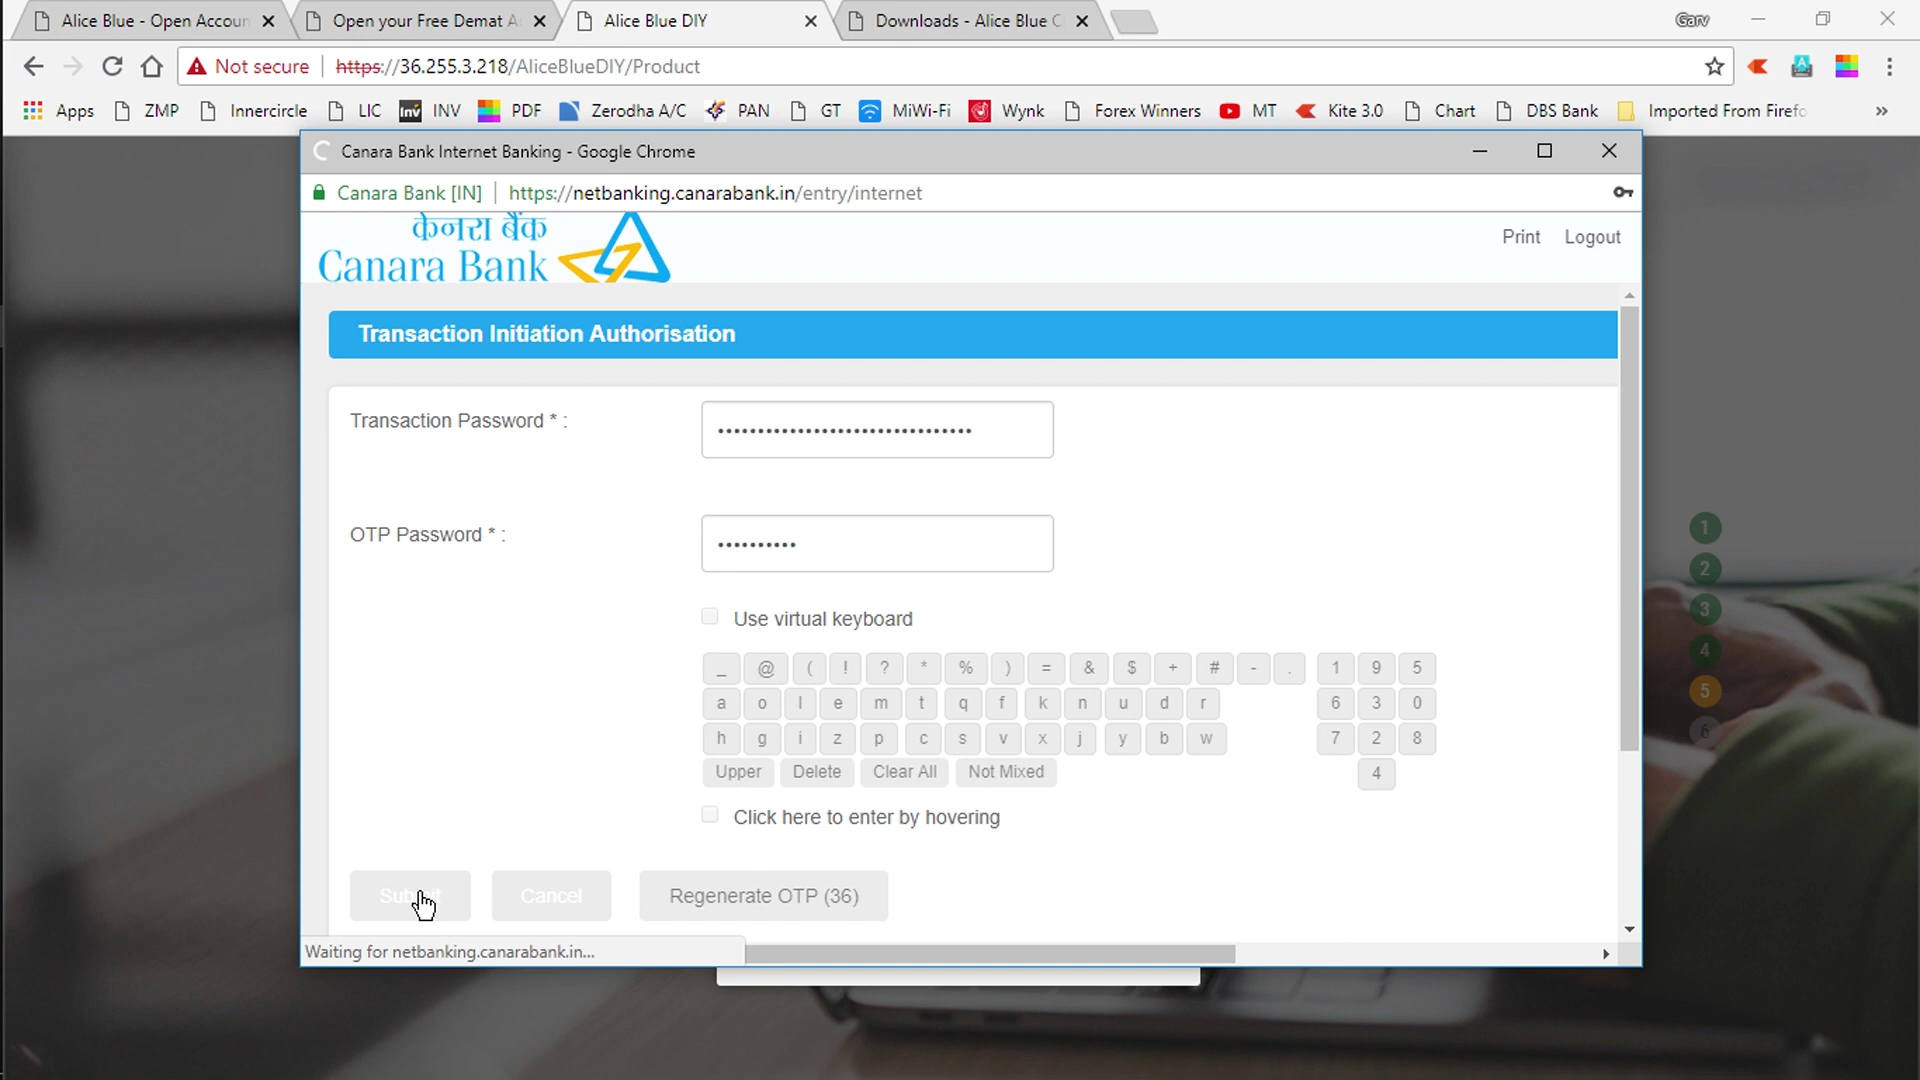 Alice Blue - Open Accoun
Open your Free Demat A
Alice Blue DIY
Downloads - Alice Blue C
Garv
Not secure
https://36.255.3.218/AliceBlueDIY/Product
Apps
ZMP
Innercircle
LIC
INV
PDF
Zerodha A/C
PAN
GT
MiWi-Fi
Wynk
Forex Winners
MT
Kite 3.0
Chart
DBS Bank
Imported From Firefo
»
Canara Bank Internet Banking - Google Chrome
Canara Bank [IN]
https://netbanking.canarabank.in/entry/internet
केनरा बैंक
Canara Bank
Print Logout
Transaction Initiation Authorisation
Transaction Password * :
OTP Password * :
Use virtual keyboard
_ @ ( ! ? * % ) = & $ + # - . 1 9 5
a o l e m t q f k n u d r 6 3 0
h g i z p c s v x j y b w 7 2 8
Upper Delete Clear All Not Mixed 4
Click here to enter by hovering
Submit Cancel Regenerate OTP (36)
Waiting for netbanking.canarabank.in...
1
2
3
4
5
6